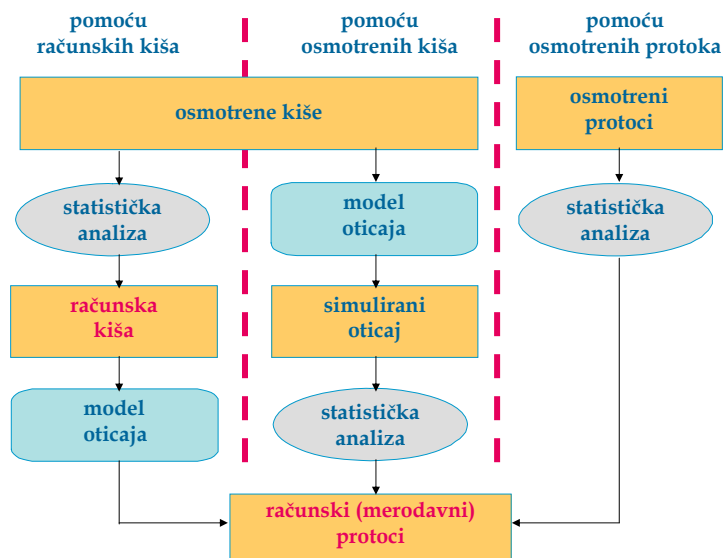 pomoću
računskih kiša
pomoću
osmotrenih kiša
pomoću
osmotrenih protoka
osmotrene kiše
osmotreni
protoci
statistička
analiza
model
oticaja
statistička
analiza
računska
kiša
simulirani
oticaj
model
oticaja
statistička
analiza
računski (merodavni)
protoci